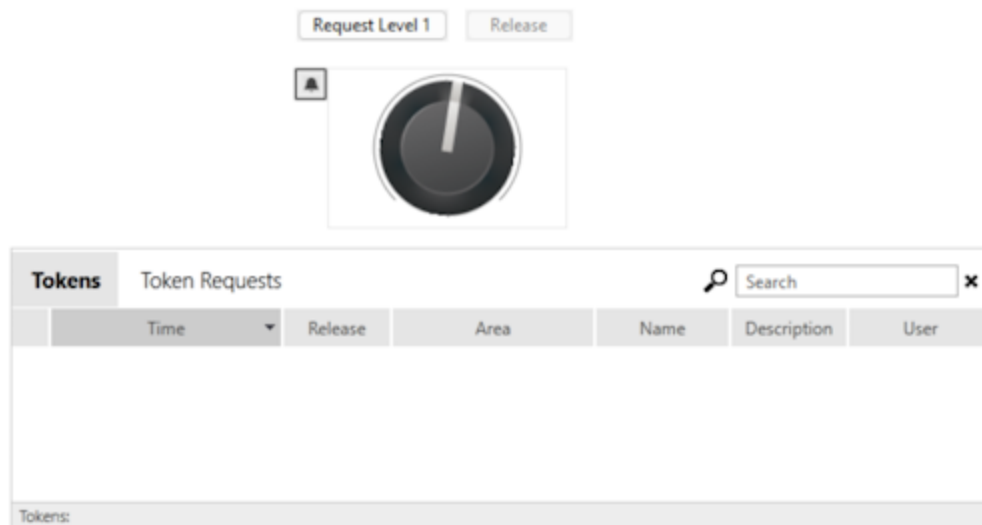 Request Level 1 Release
Tokens Token Requests Search
Time Release Area Name Description User
Tokens: